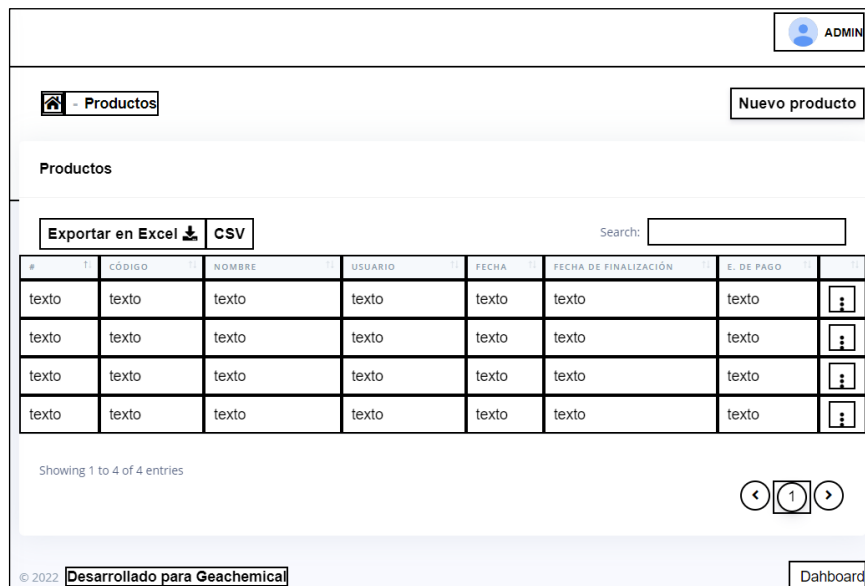 ADMIN
- Productos
Nuevo producto
Productos
Exportar en Excel CSV Search:
# CÓDIGO NOMBRE USUARIO FECHA FECHA DE FINALIZACIÓN E. DE PAGO
texto texto texto texto texto texto texto
texto texto texto texto texto texto texto
texto texto texto texto texto texto texto
texto texto texto texto texto texto texto
Showing 1 to 4 of 4 entries
1
© 2022 Desarrollado para Geachemical Dahboard